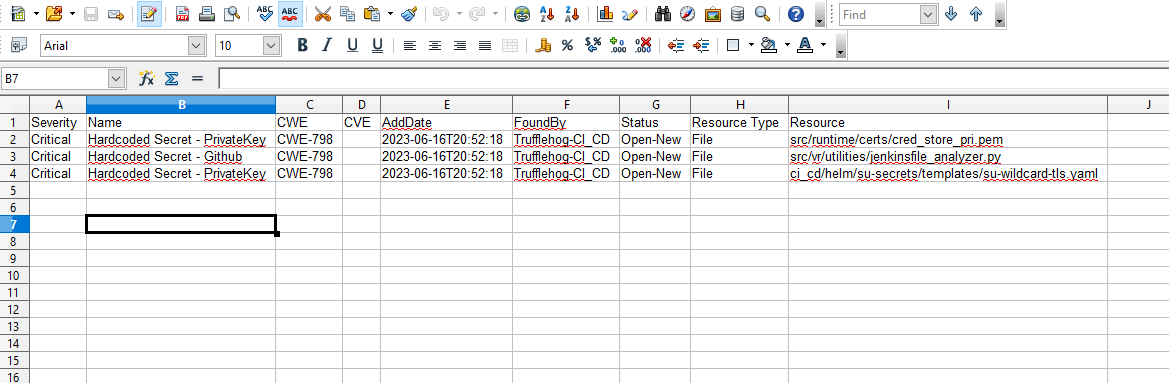 ABC ABC Find
Arial 10 B I U % $,% .000 .000 A
B7 fx Σ =
A B C D E F G H I J
1 Severity Name CWE CVE AddDate FoundBy Status Resource Type Resource
2 Critical Hardcoded Secret - PrivateKey CWE-798 2023-06-16T20:52:18 Trufflehog-CI_CD Open-New File src/runtime/certs/cred_store_pri.pem
3 Critical Hardcoded Secret - Github CWE-798 2023-06-16T20:52:18 Trufflehog-CI_CD Open-New File src/vr/utilities/jenkinsfile_analyzer.py
4 Critical Hardcoded Secret - PrivateKey CWE-798 2023-06-16T20:52:18 Trufflehog-CI_CD Open-New File ci_cd/helm/su-secrets/templates/su-wildcard-tls.yaml
5
6
7
8
9
10
11
12
13
14
15
16